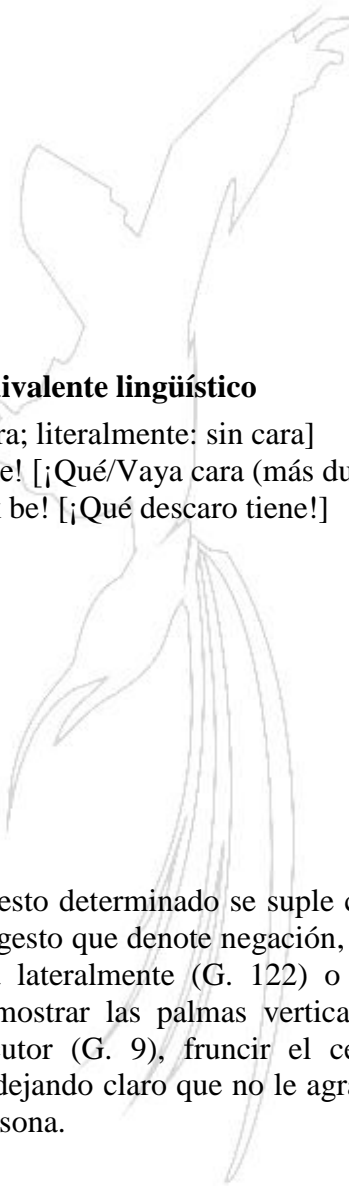 ivalente lingüístico
ra; literalmente: sin cara]
e! [¡Qué/Vaya cara (más du
be! [¡Qué descaro tiene!]
esto determinado se suple c
gesto que denote negación,
lateralmente (G. 122) o
mostrar las palmas vertica
utor (G. 9), fruncir el ce
dejando claro que no le agra
sona.